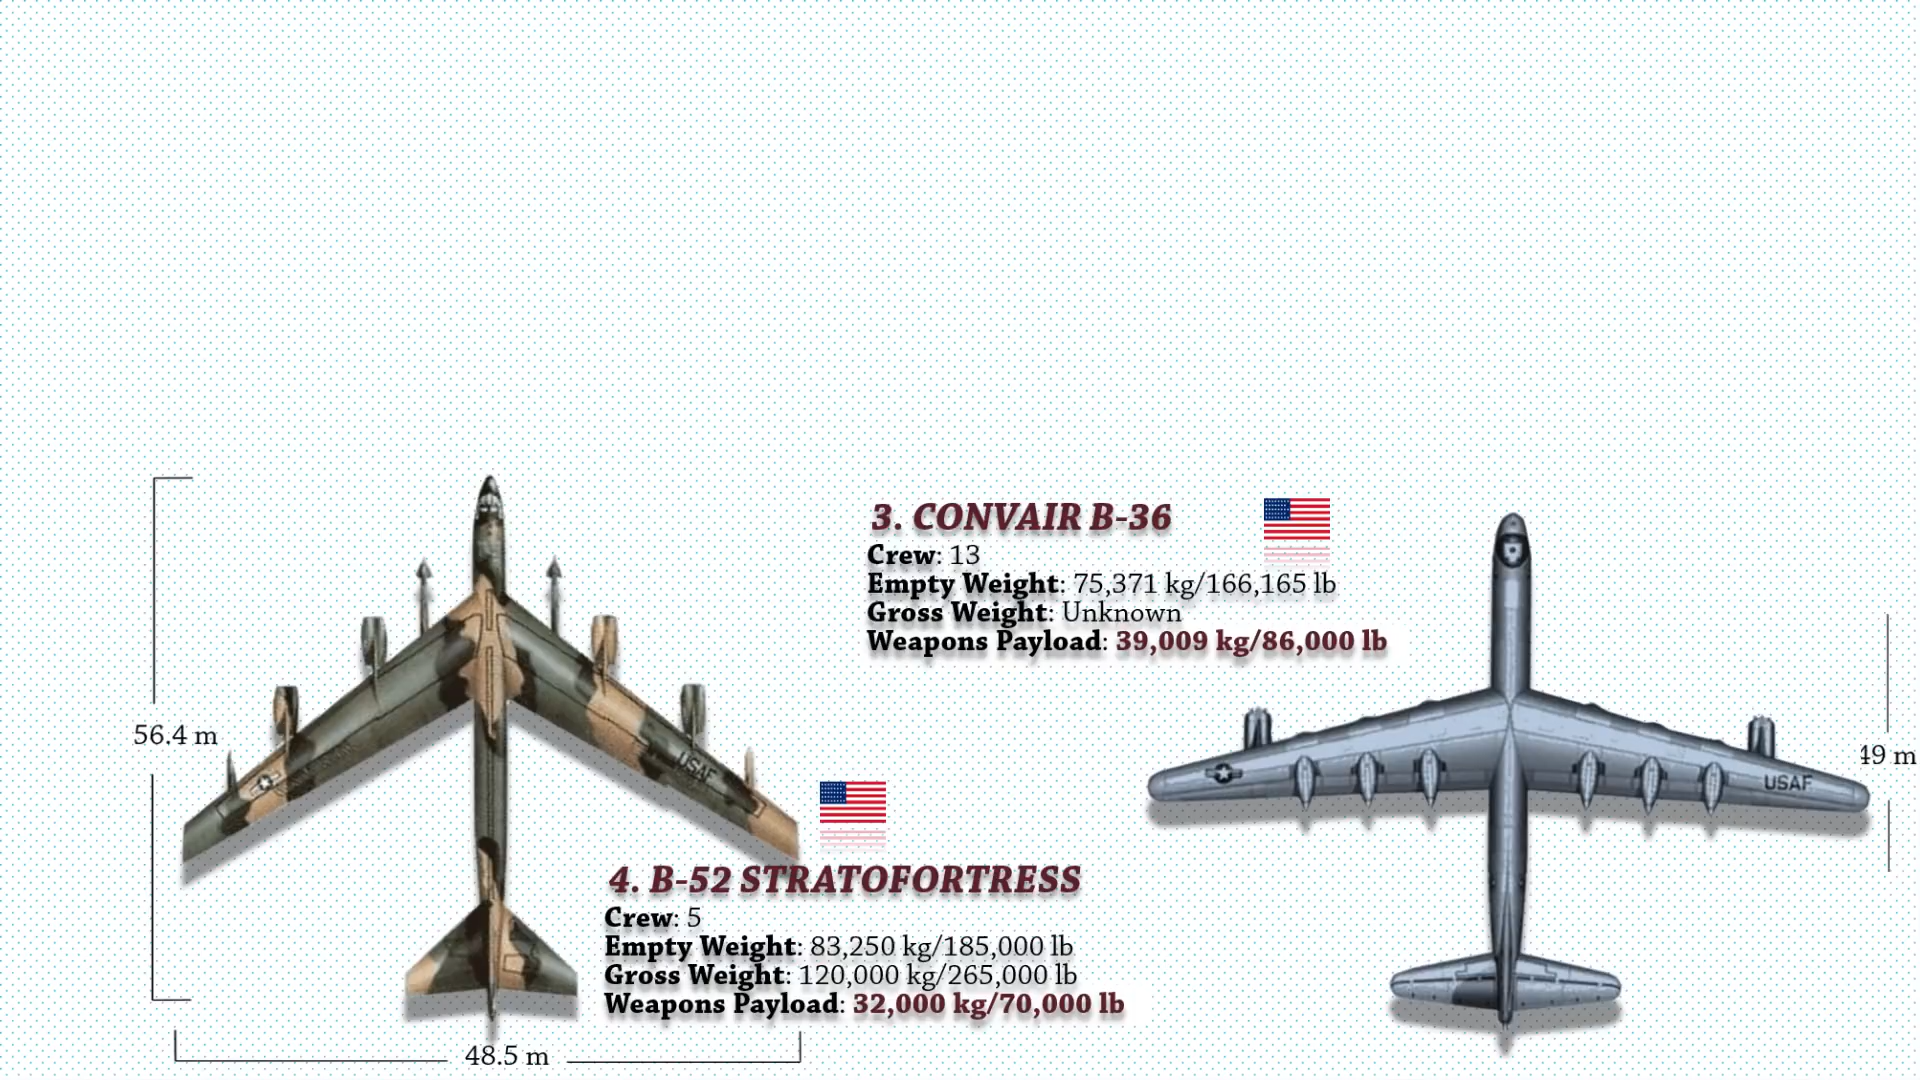 3. CONVAIR B-36
Crew: 13
Empty Weight: 75,371 kg/166,165 lb
Gross Weight: Unknown
Weapons Payload: 39,009 kg/86,000 lb
56.4 m
49 m
USAF
USAF
4. B-52 STRATOFORTRESS
Crew: 5
Empty Weight: 83,250 kg/185,000 lb
Gross Weight: 120,000 kg/265,000 lb
Weapons Payload: 32,000 kg/70,000 lb
48.5 m